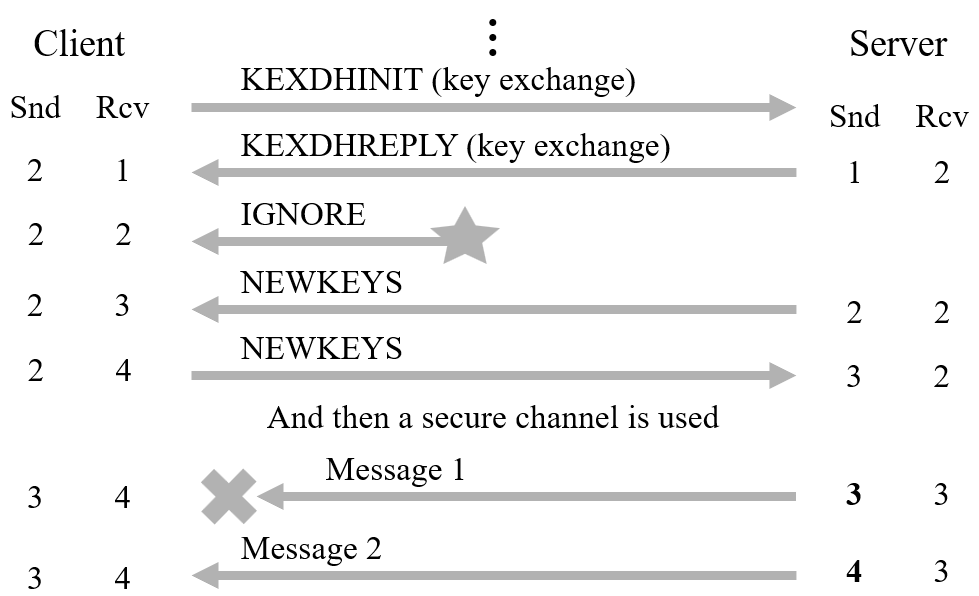 Client
⋮
Server
KEXDHINIT (key exchange)
Snd Rcv
Snd Rcv
KEXDHREPLY (key exchange)
2 1
1 2
IGNORE
2 2
NEWKEYS
2 3
2 2
NEWKEYS
2 4
3 2
And then a secure channel is used
Message 1
3 4
3 3
Message 2
3 4
4 3